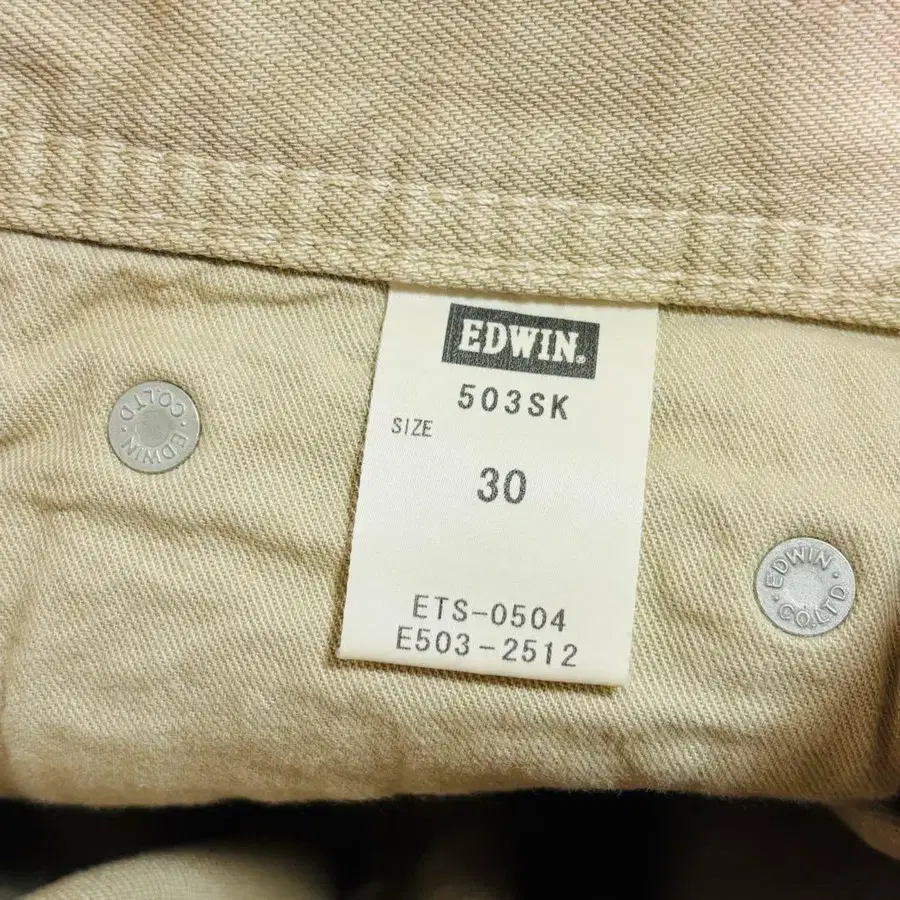 EDWIN.
503SK
SIZE
30
ETS-0504
E503-2512
EDWIN · CO.LTD ·
· EDWIN · CO.LTD